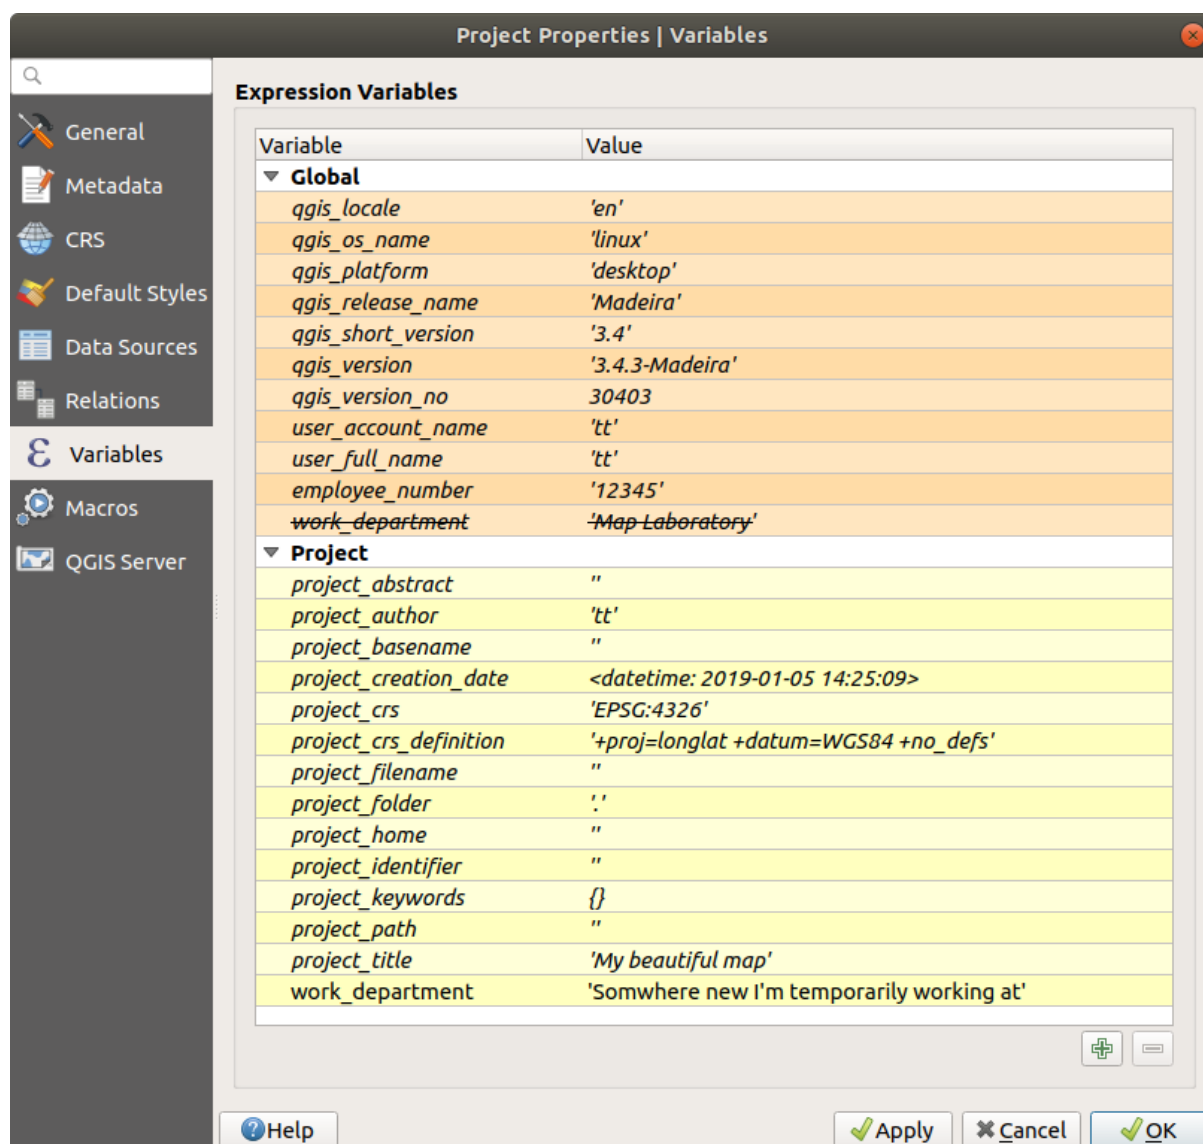 Project Properties | Variables
General
Metadata
CRS
Default Styles
Data Sources
Relations
Variables
Macros
QGIS Server
Expression Variables
Variable Value
Global
qgis_locale 'en'
qgis_os_name 'linux'
qgis_platform 'desktop'
qgis_release_name 'Madeira'
qgis_short_version '3.4'
qgis_version '3.4.3-Madeira'
qgis_version_no 30403
user_account_name 'tt'
user_full_name 'tt'
employee_number '12345'
work_department 'Map Laboratory'
Project
project_abstract ''
project_author 'tt'
project_basename ''
project_creation_date <datetime: 2019-01-05 14:25:09>
project_crs 'EPSG:4326'
project_crs_definition '+proj=longlat +datum=WGS84 +no_defs'
project_filename ''
project_folder '.'
project_home ''
project_identifier ''
project_keywords {}
project_path ''
project_title 'My beautiful map'
work_department 'Somwhere new I'm temporarily working at'
Help Apply Cancel OK